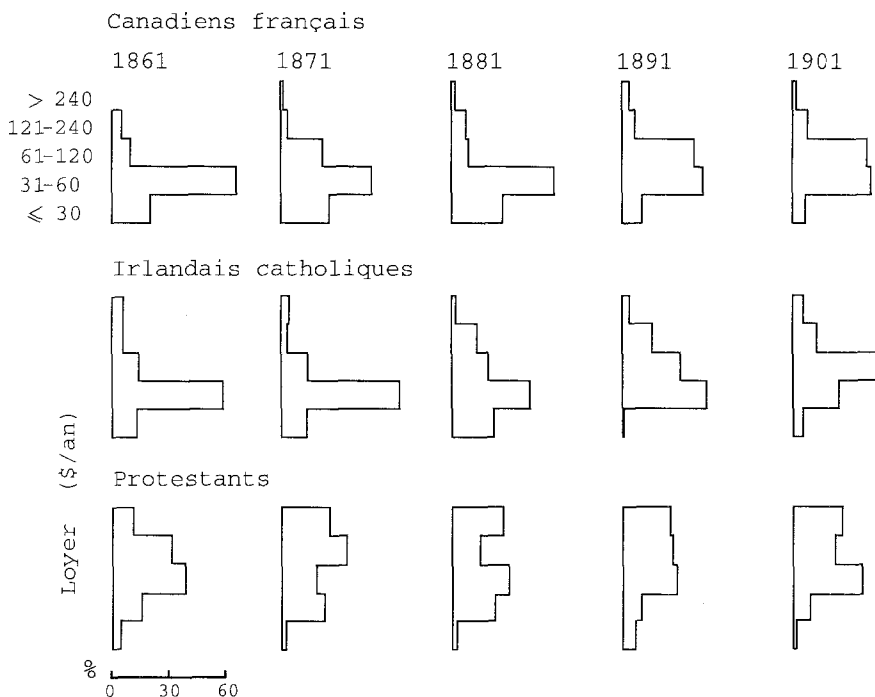 Canadiens français
1861 1871 1881 1891 1901
> 240
121-240
61-120
31-60
⩽ 30
Irlandais catholiques
Protestants
Loyer ($/an)
%
0 30 60